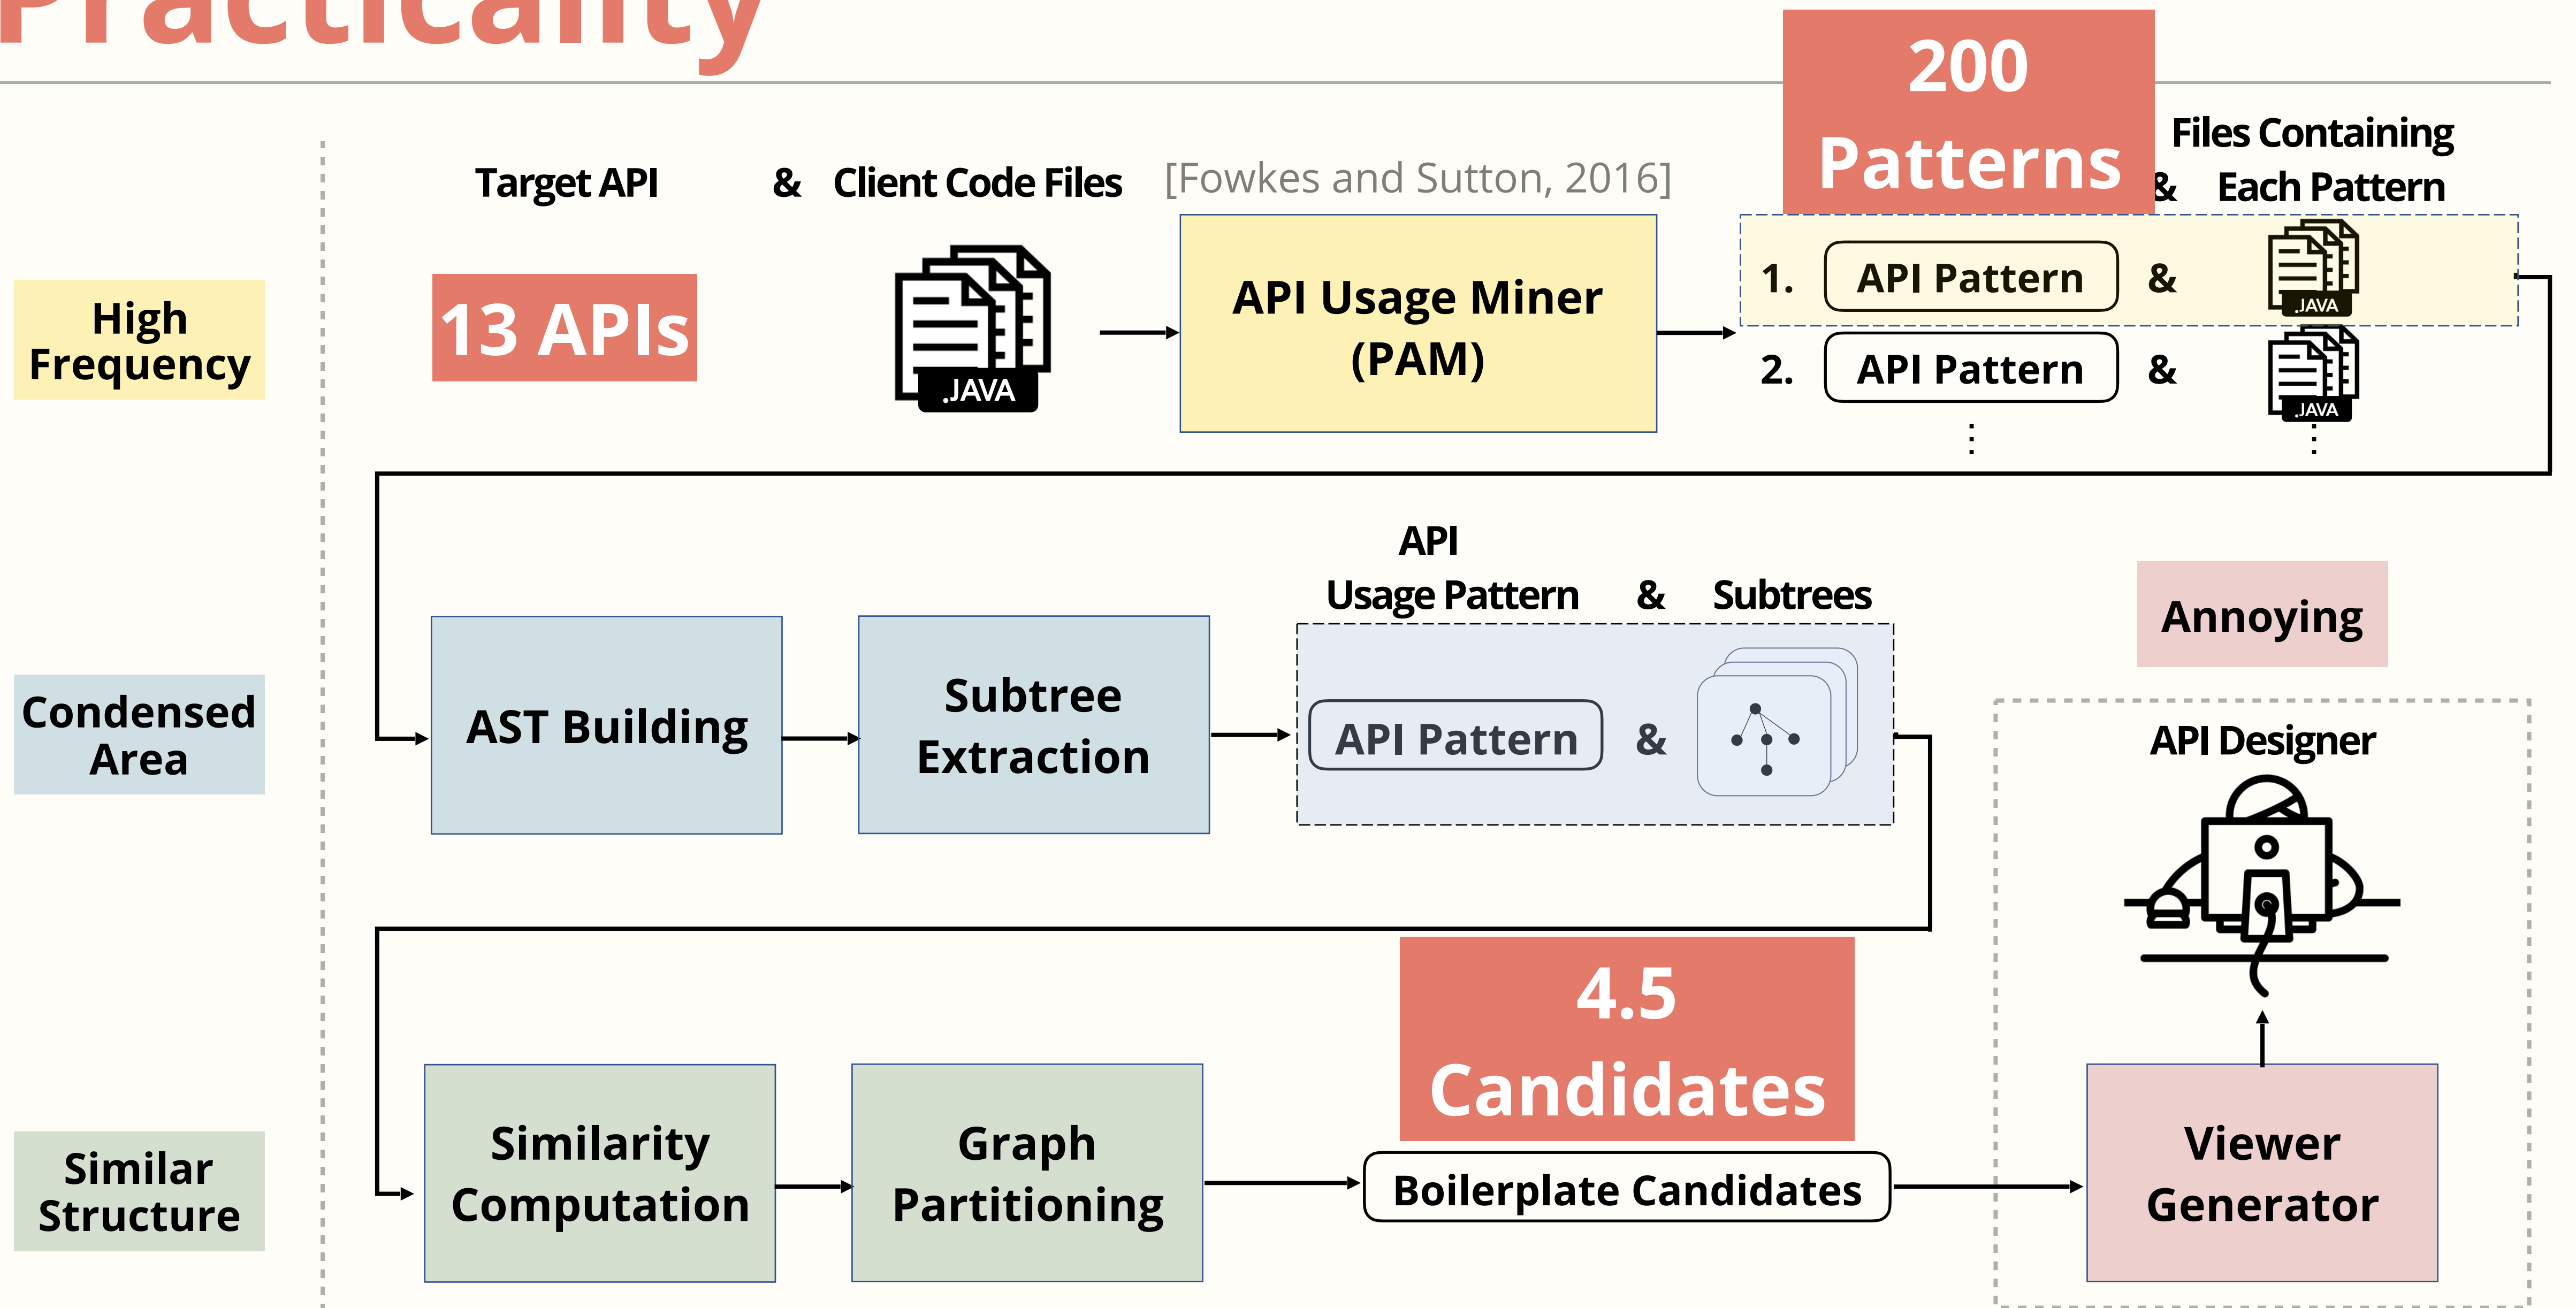 Practicality
200
Patterns
Files Containing
Target API & Client Code Files [Fowkes and Sutton, 2016] & Each Pattern
High
Frequency
13 APIs
.JAVA
API Usage Miner
(PAM)
1. API Pattern & .JAVA
2. API Pattern & .JAVA
API
Usage Pattern & Subtrees
Annoying
Condensed
Area
AST Building
Subtree
Extraction
API Pattern &
API Designer
4.5
Candidates
Similar
Structure
Similarity
Computation
Graph
Partitioning
Boilerplate Candidates
Viewer
Generator